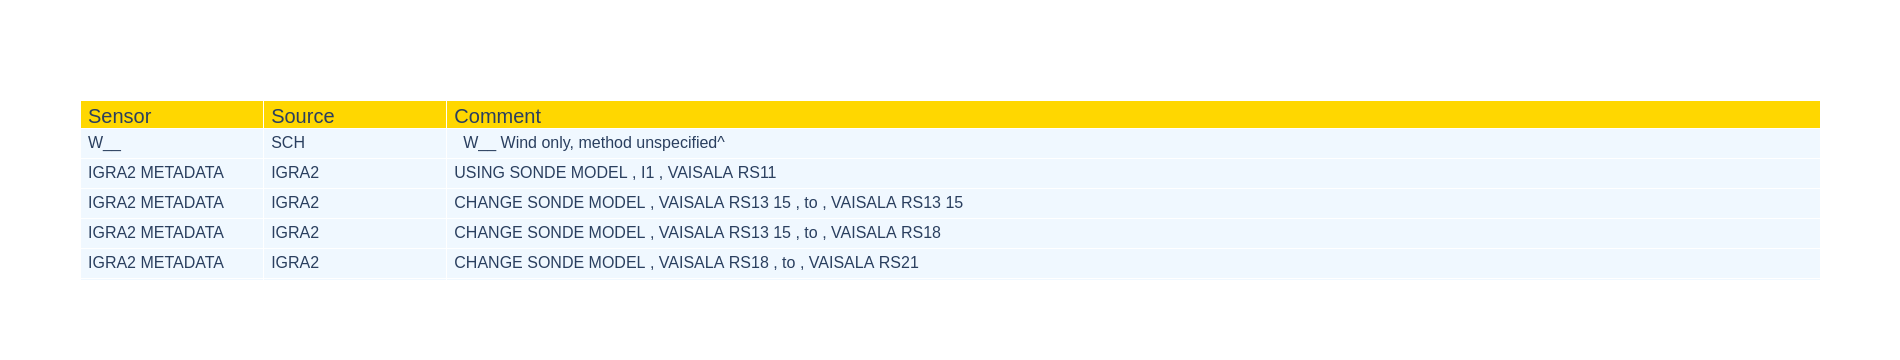 Sensor Source Comment
W__ SCH W__ Wind only, method unspecified^
IGRA2 METADATA IGRA2 USING SONDE MODEL , I1 , VAISALA RS11
IGRA2 METADATA IGRA2 CHANGE SONDE MODEL , VAISALA RS13 15 , to , VAISALA RS13 15
IGRA2 METADATA IGRA2 CHANGE SONDE MODEL , VAISALA RS13 15 , to , VAISALA RS18
IGRA2 METADATA IGRA2 CHANGE SONDE MODEL , VAISALA RS18 , to , VAISALA RS21